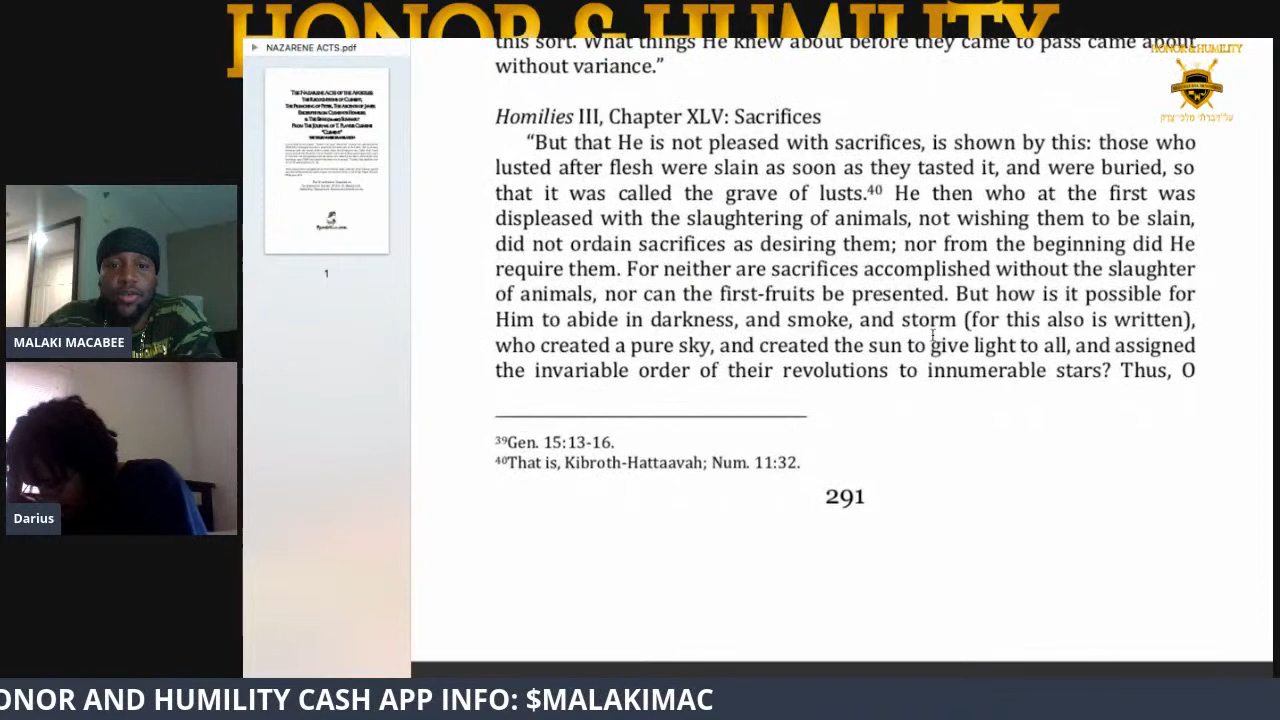 HONOR & HUMILITY
NAZARENE ACTS.pdf
1
MALAKI MACABEE
Darius
this sort. What things He knew about before they came to pass came about
without variance.”
HONOR & HUMILITY
Homilies III, Chapter XLV: Sacrifices
“But that He is not pleased with sacrifices, is shown by this: those who
lusted after flesh were slain as soon as they tasted it, and were buried, so
that it was called the grave of lusts.⁴⁰ He then who at the first was
displeased with the slaughtering of animals, not wishing them to be slain,
did not ordain sacrifices as desiring them; nor from the beginning did He
require them. For neither are sacrifices accomplished without the slaughter
of animals, nor can the first-fruits be presented. But how is it possible for
Him to abide in darkness, and smoke, and storm (for this also is written),
who created a pure sky, and created the sun to give light to all, and assigned
the invariable order of their revolutions to innumerable stars? Thus, O
³⁹Gen. 15:13-16.
⁴⁰That is, Kibroth-Hattaavah; Num. 11:32.
291
ONOR AND HUMILITY CASH APP INFO: $MALAKIMAC